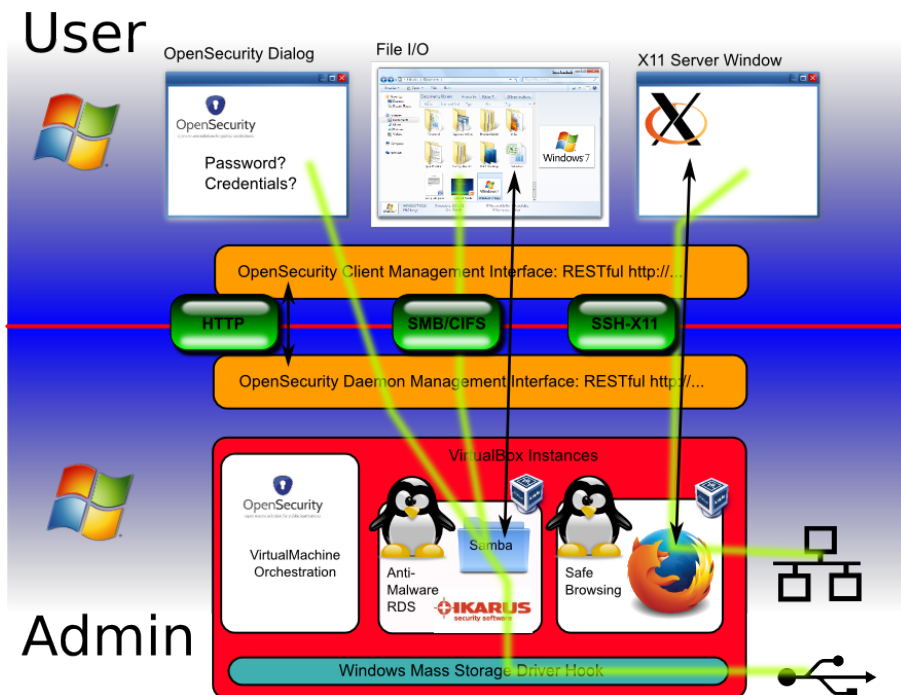 User
OpenSecurity Dialog
File I/O
X11 Server Window
OpenSecurity
Password?
Credentials?
Windows 7
OpenSecurity Client Management Interface: RESTful http://...
HTTP
SMB/CIFS
SSH-X11
OpenSecurity Daemon Management Interface: RESTful http://...
VirtualBox Instances
OpenSecurity
VirtualMachine
Orchestration
Samba
Anti-
Malware
RDS
IKARUS
security software
Safe
Browsing
Admin
Windows Mass Storage Driver Hook